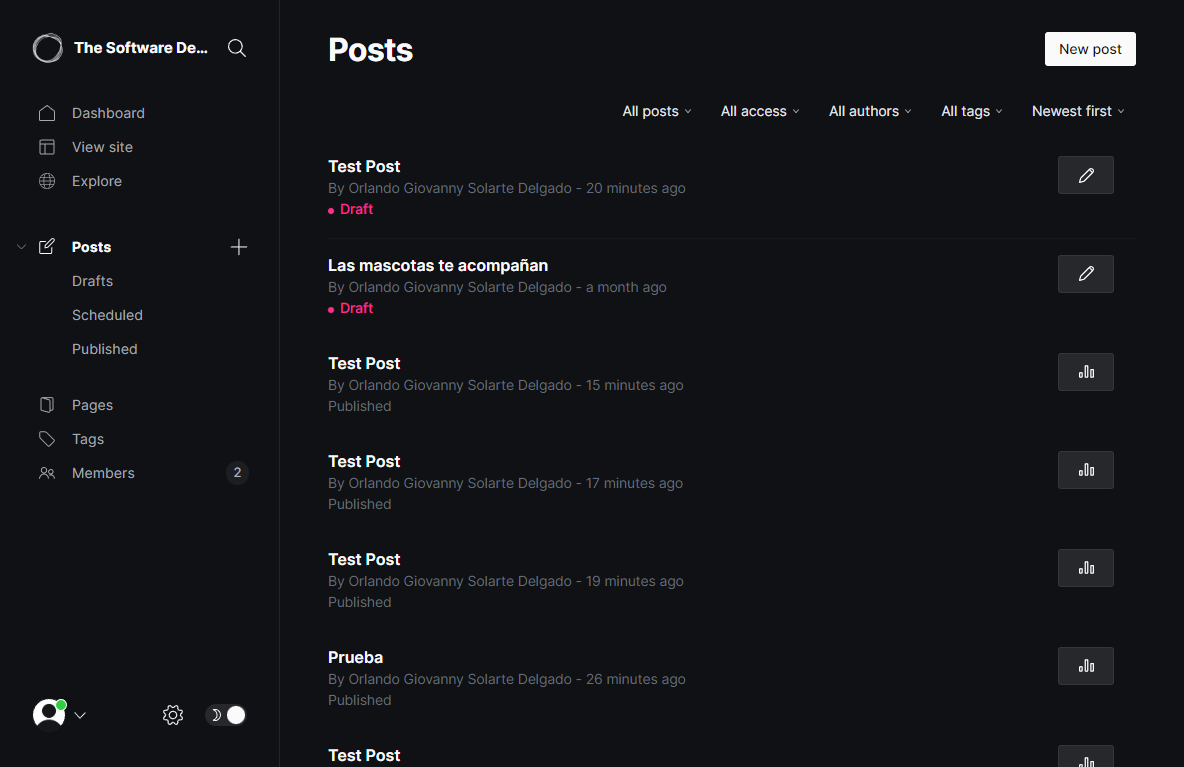 The Software De...
Dashboard
View site
Explore
Posts
Drafts
Scheduled
Published
Pages
Tags
Members
2
Posts
New post
All posts
All access
All authors
All tags
Newest first
Test Post
By Orlando Giovanny Solarte Delgado - 20 minutes ago
Draft
Las mascotas te acompañan
By Orlando Giovanny Solarte Delgado - a month ago
Draft
Test Post
By Orlando Giovanny Solarte Delgado - 15 minutes ago
Published
Test Post
By Orlando Giovanny Solarte Delgado - 17 minutes ago
Published
Test Post
By Orlando Giovanny Solarte Delgado - 19 minutes ago
Published
Prueba
By Orlando Giovanny Solarte Delgado - 26 minutes ago
Published
Test Post